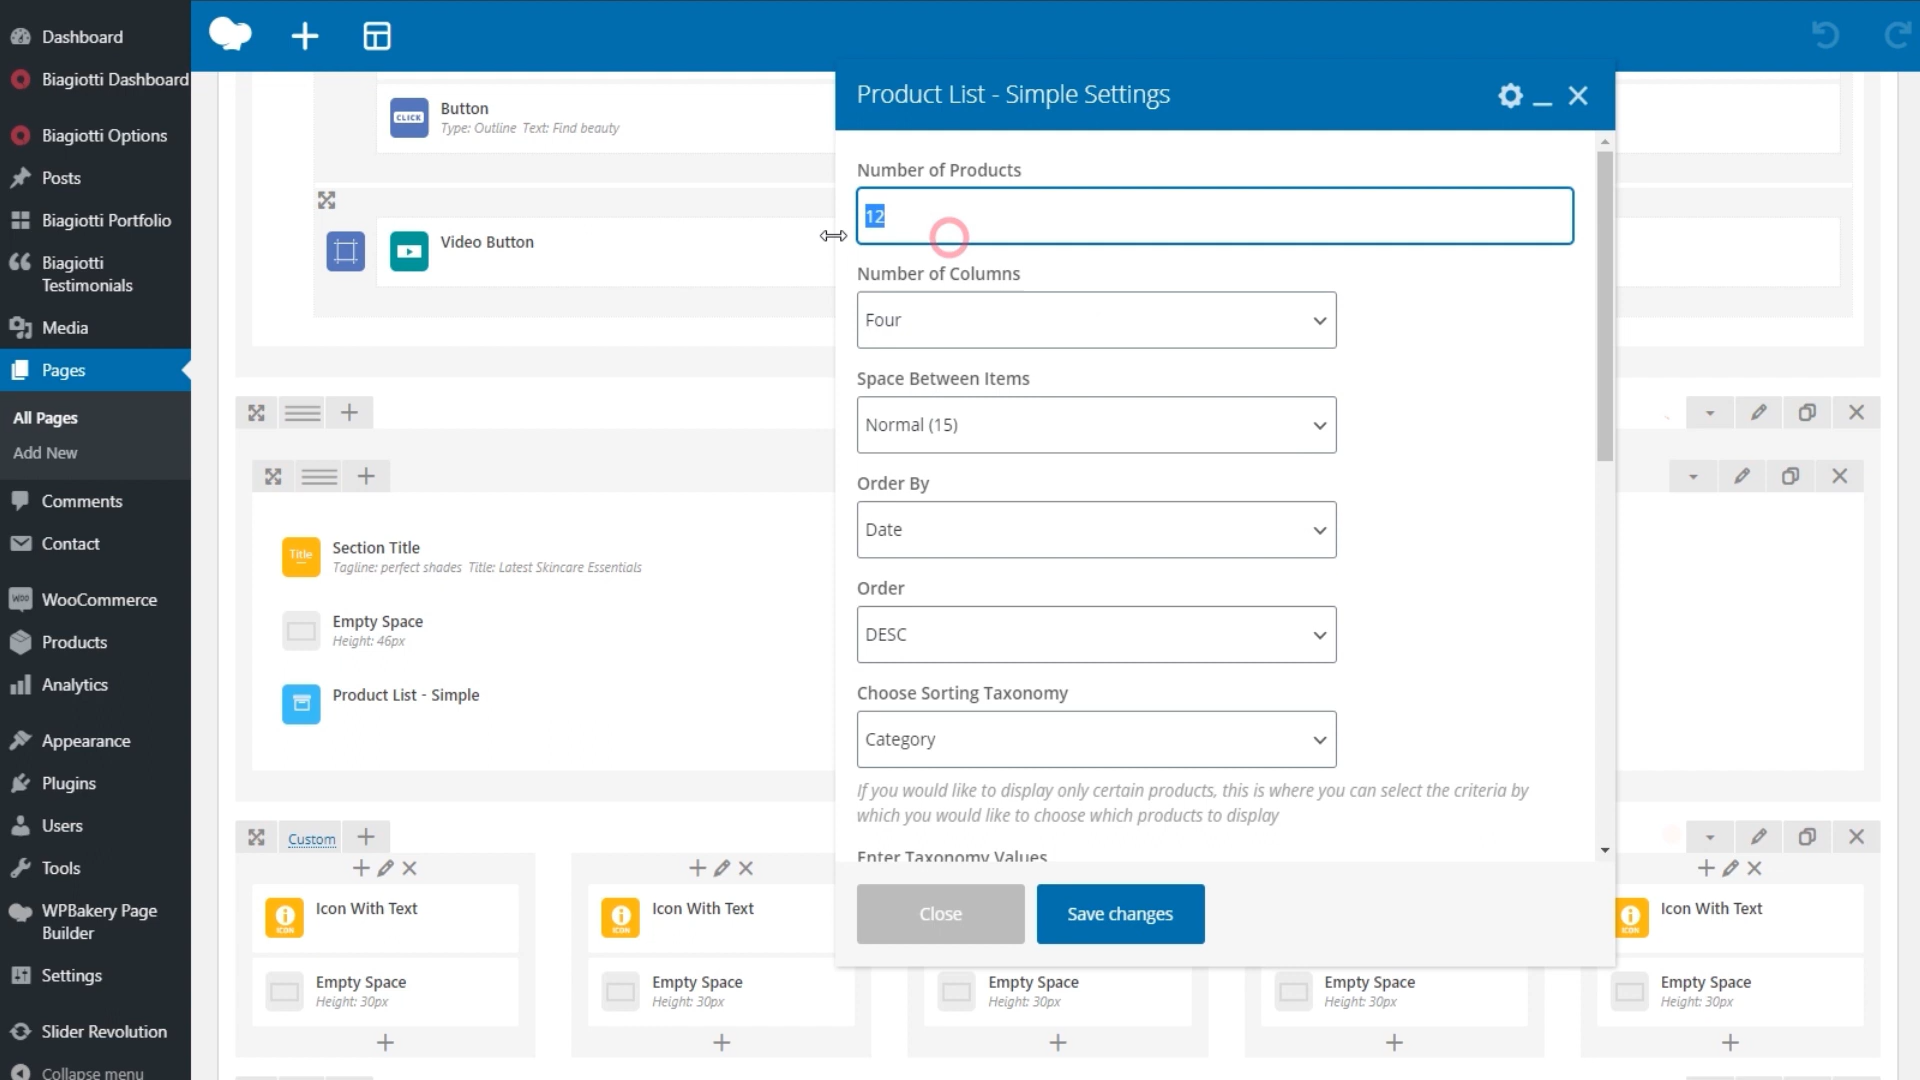 Dashboard
Biagiotti Dashboard
Biagiotti Options
Posts
Biagiotti Portfolio
Biagiotti
Testimonials
Media
Pages
All Pages
Add New
Comments
Contact
WOO
WooCommerce
Products
Analytics
Appearance
Plugins
Users
Tools
WPBakery Page
Builder
Settings
Slider Revolution
Collapse menu
CLICK
Button
Type: Outline Text: Find beauty
Video Button
Title
Section Title
Tagline: perfect shades Title: Latest Skincare Essentials
Empty Space
Height: 46px
Product List - Simple
Custom
ICON
Icon With Text
Empty Space
Height: 30px
ICON
Icon With Text
Empty Space
Height: 30px
Empty Space
Height: 30px
Empty Space
Height: 30px
ICON
Icon With Text
Empty Space
Height: 30px
Product List - Simple Settings
Number of Products
12
Number of Columns
Four
Space Between Items
Normal (15)
Order By
Date
Order
DESC
Choose Sorting Taxonomy
Category
If you would like to display only certain products, this is where you can select the criteria by
which you would like to choose which products to display
Enter Taxonomy Values
Close
Save changes